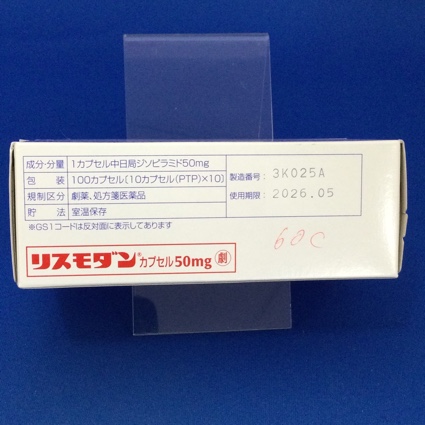 成分・分量 1カプセル中日局ジソピラミド50mg
包装 100カプセル[10カプセル(PTP)×10]
規制区分 劇薬、処方箋医薬品
貯法 室温保存
製造番号: 3K025A
使用期限: 2026.05
※GS1コードは反対面に表示してあります
リスモダン®カプセル50mg 劇
60C